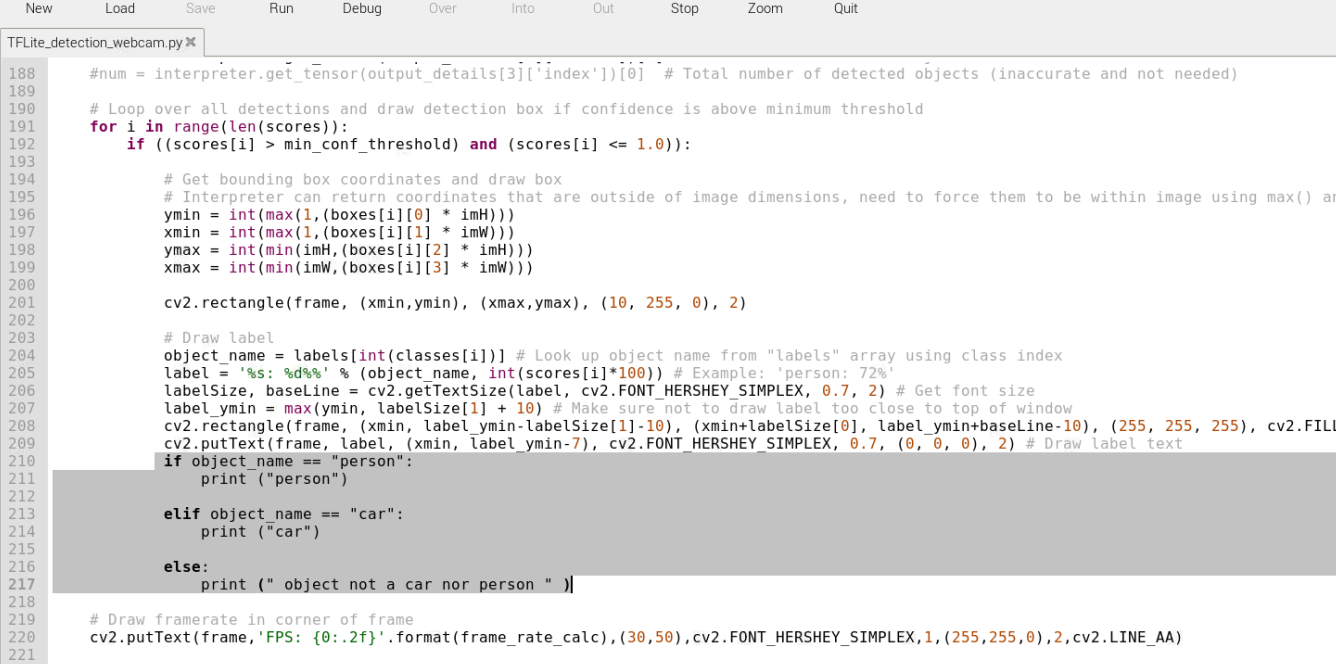 New Load Save Run Debug Over Into Out Stop Zoom Quit
TFLite_detection_webcam.py
188 #num = interpreter.get_tensor(output_details[3]['index'])[0]  # Total number of detected objects (inaccurate and not needed)
189
190 # Loop over all detections and draw detection box if confidence is above minimum threshold
191 for i in range(len(scores)):
192 if ((scores[i] > min_conf_threshold) and (scores[i] <= 1.0)):
193
194 # Get bounding box coordinates and draw box
195 # Interpreter can return coordinates that are outside of image dimensions, need to force them to be within image using max()
196 ymin = int(max(1,(boxes[i][0] * imH)))
197 xmin = int(max(1,(boxes[i][1] * imW)))
198 ymax = int(min(imH,(boxes[i][2] * imH)))
199 xmax = int(min(imW,(boxes[i][3] * imW)))
200
201 cv2.rectangle(frame, (xmin,ymin), (xmax,ymax), (10, 255, 0), 2)
202
203 # Draw label
204 object_name = labels[int(classes[i])] # Look up object name from "labels" array using class index
205 label = '%s: %d%%' % (object_name, int(scores[i]*100)) # Example: 'person: 72%'
206 labelSize, baseLine = cv2.getTextSize(label, cv2.FONT_HERSHEY_SIMPLEX, 0.7, 2) # Get font size
207 label_ymin = max(ymin, labelSize[1] + 10) # Make sure not to draw label too close to top of window
208 cv2.rectangle(frame, (xmin, label_ymin-labelSize[1]-10), (xmin+labelSize[0], label_ymin+baseLine-10), (255, 255, 255), cv2.FILL
209 cv2.putText(frame, label, (xmin, label_ymin-7), cv2.FONT_HERSHEY_SIMPLEX, 0.7, (0, 0, 0), 2) # Draw label text
210 if object_name == "person":
211 print ("person")
212
213 elif object_name == "car":
214 print ("car")
215
216 else:
217 print (" object not a car nor person " )
218
219 # Draw framerate in corner of frame
220 cv2.putText(frame,'FPS: {0:.2f}'.format(frame_rate_calc),(30,50),cv2.FONT_HERSHEY_SIMPLEX,1,(255,255,0),2,cv2.LINE_AA)
221